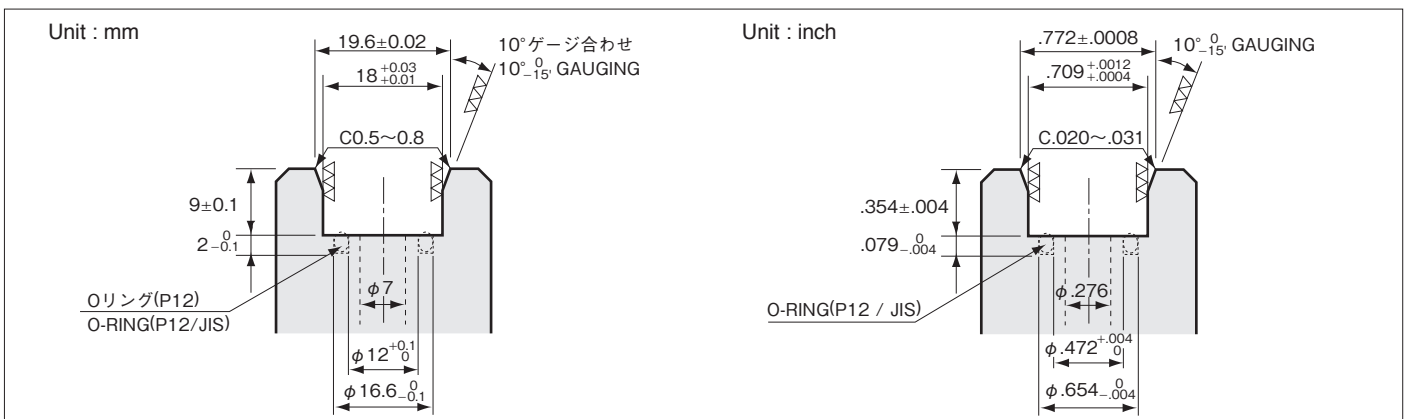 Unit : mm
19.6±0.02
10°ゲージ合わせ
10° 0 -15' GAUGING
18 +0.03 +0.01
C0.5〜0.8
9±0.1
2 0 -0.1
Oリング(P12)
O-RING(P12/JIS)
φ7
φ12 +0.1 0
φ16.6 0 -0.1
Unit : inch
.772±.0008
10° 0 -15' GAUGING
.709 +.0012 +.0004
C.020〜.031
.354±.004
.079 0 -.004
O-RING(P12 / JIS)
φ.276
φ.472 +.004 0
φ.654 0 -.004